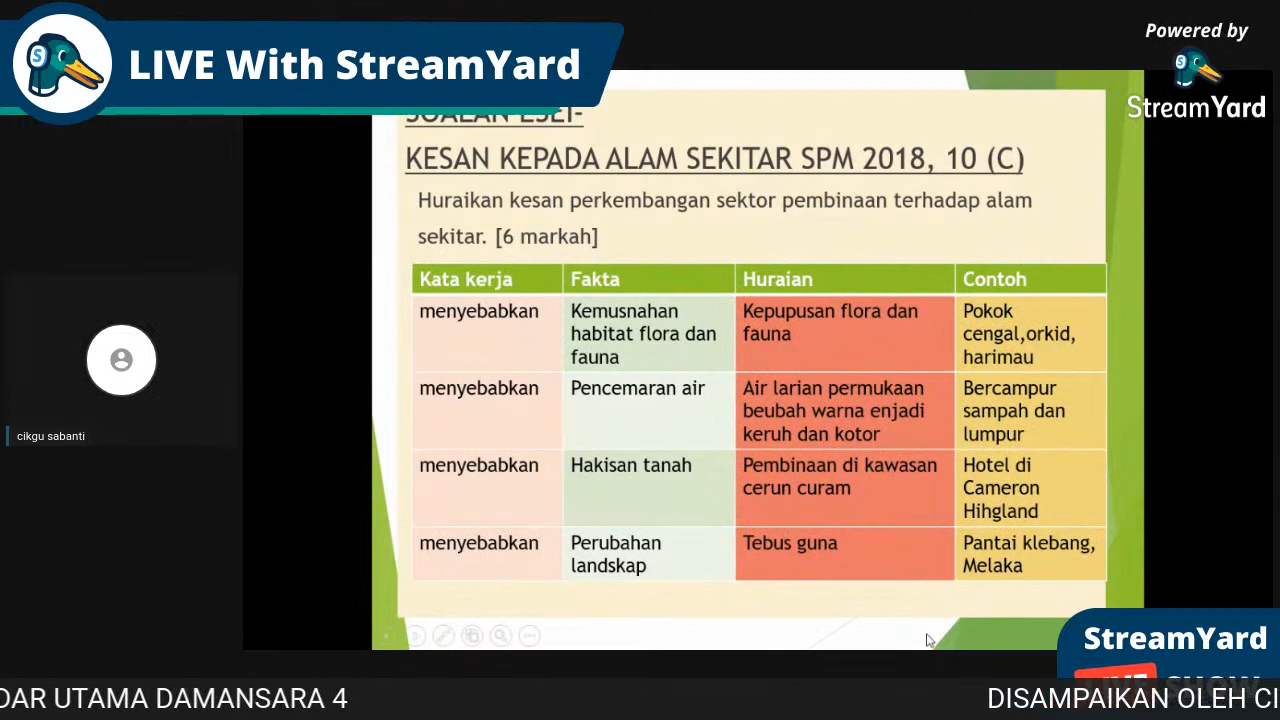 LIVE With StreamYard
Powered by
StreamYard
SOALAN ESEI-
KESAN KEPADA ALAM SEKITAR SPM 2018, 10 (C)
Huraikan kesan perkembangan sektor pembinaan terhadap alam
sekitar. [6 markah]
Kata kerja
Fakta
Huraian
Contoh
menyebabkan
Kemusnahan
habitat flora dan
fauna
Kepupusan flora dan
fauna
Pokok
cengal,orkid,
harimau
menyebabkan
Pencemaran air
Air larian permukaan
beubah warna enjadi
keruh dan kotor
Bercampur
sampah dan
lumpur
menyebabkan
Hakisan tanah
Pembinaan di kawasan
cerun curam
Hotel di
Cameron
Hihgland
menyebabkan
Perubahan
landskap
Tebus guna
Pantai klebang,
Melaka
cikgu sabanti
StreamYard
LIVE SHOW
DAR UTAMA DAMANSARA 4
DISAMPAIKAN OLEH CI